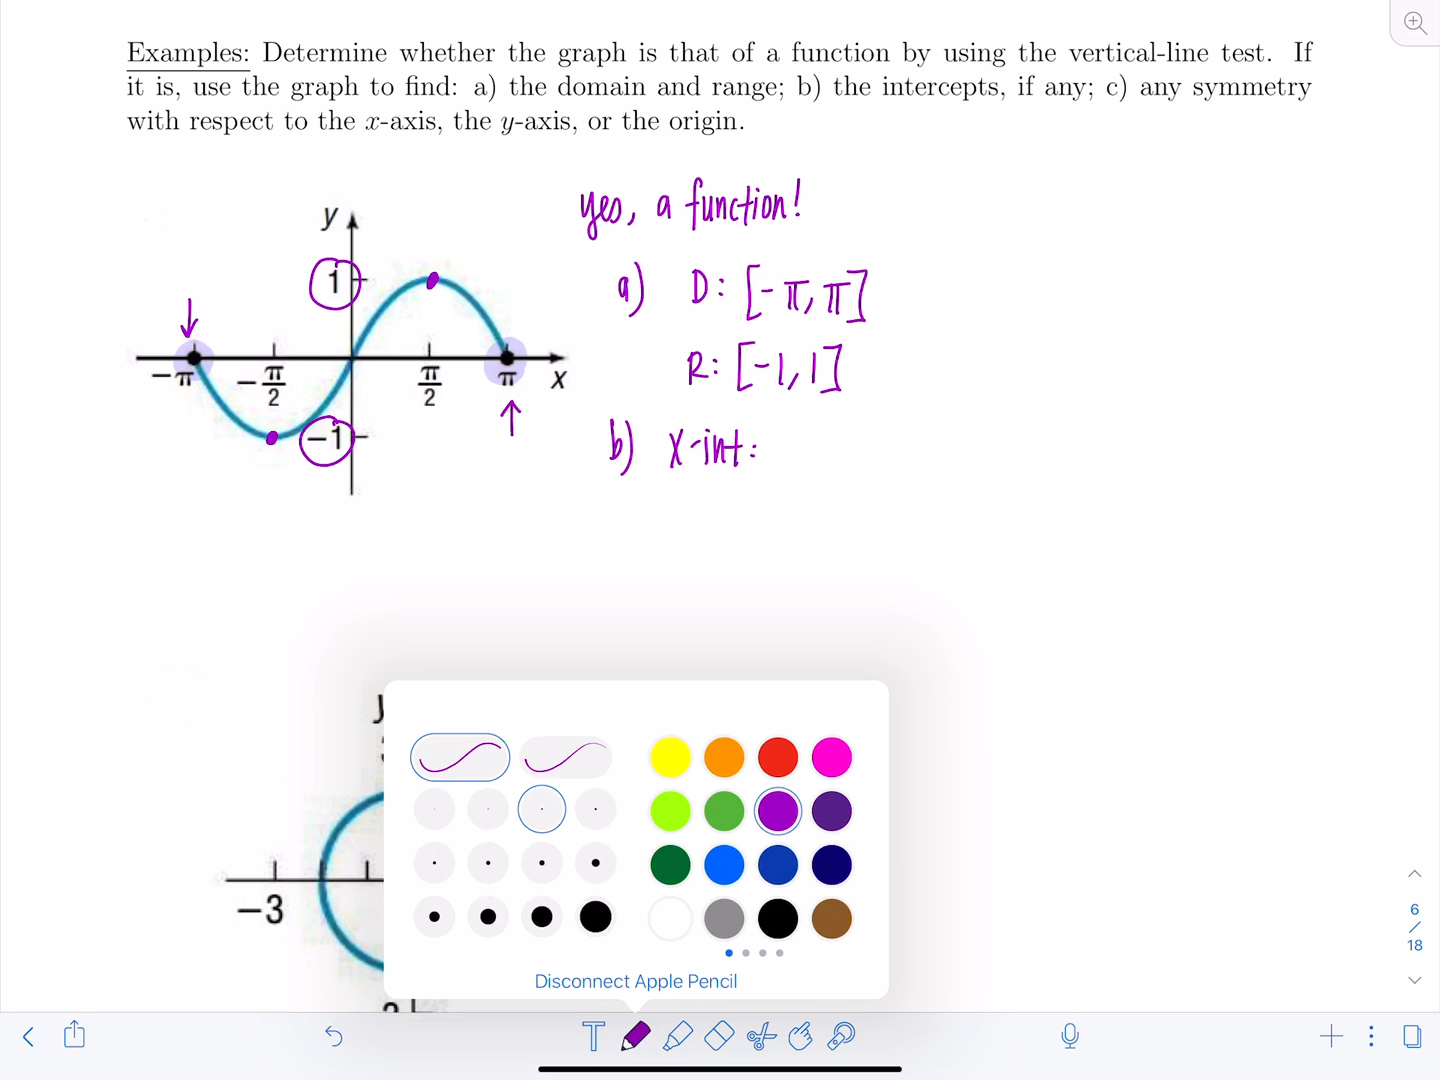 Examples: Determine whether the graph is that of a function by using the vertical-line test. If
it is, use the graph to find: a) the domain and range; b) the intercepts, if any; c) any symmetry
with respect to the x-axis, the y-axis, or the origin.
yes, a function!
y
1
a) D: [-π, π]
R: [-1, 1]
−π
−π/2
π/2
π
x
−1
b) x-int:
y
−3
Disconnect Apple Pencil
6
/
18
T